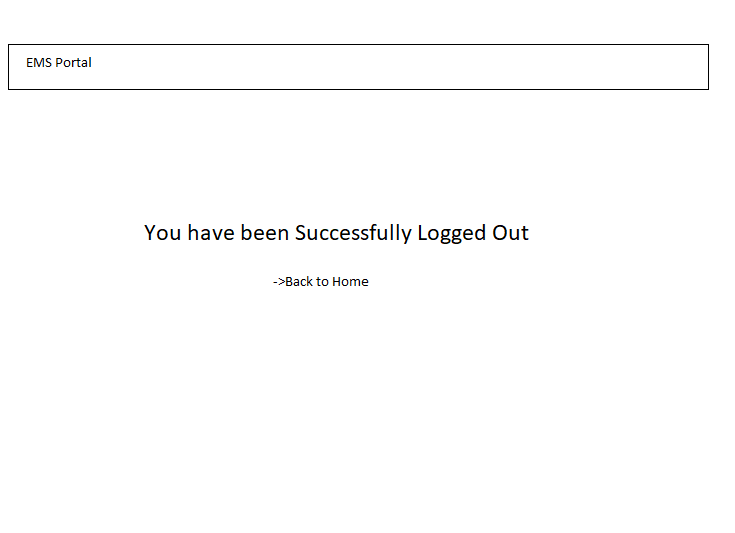 EMS Portal
You have been Successfully Logged Out
->Back to Home